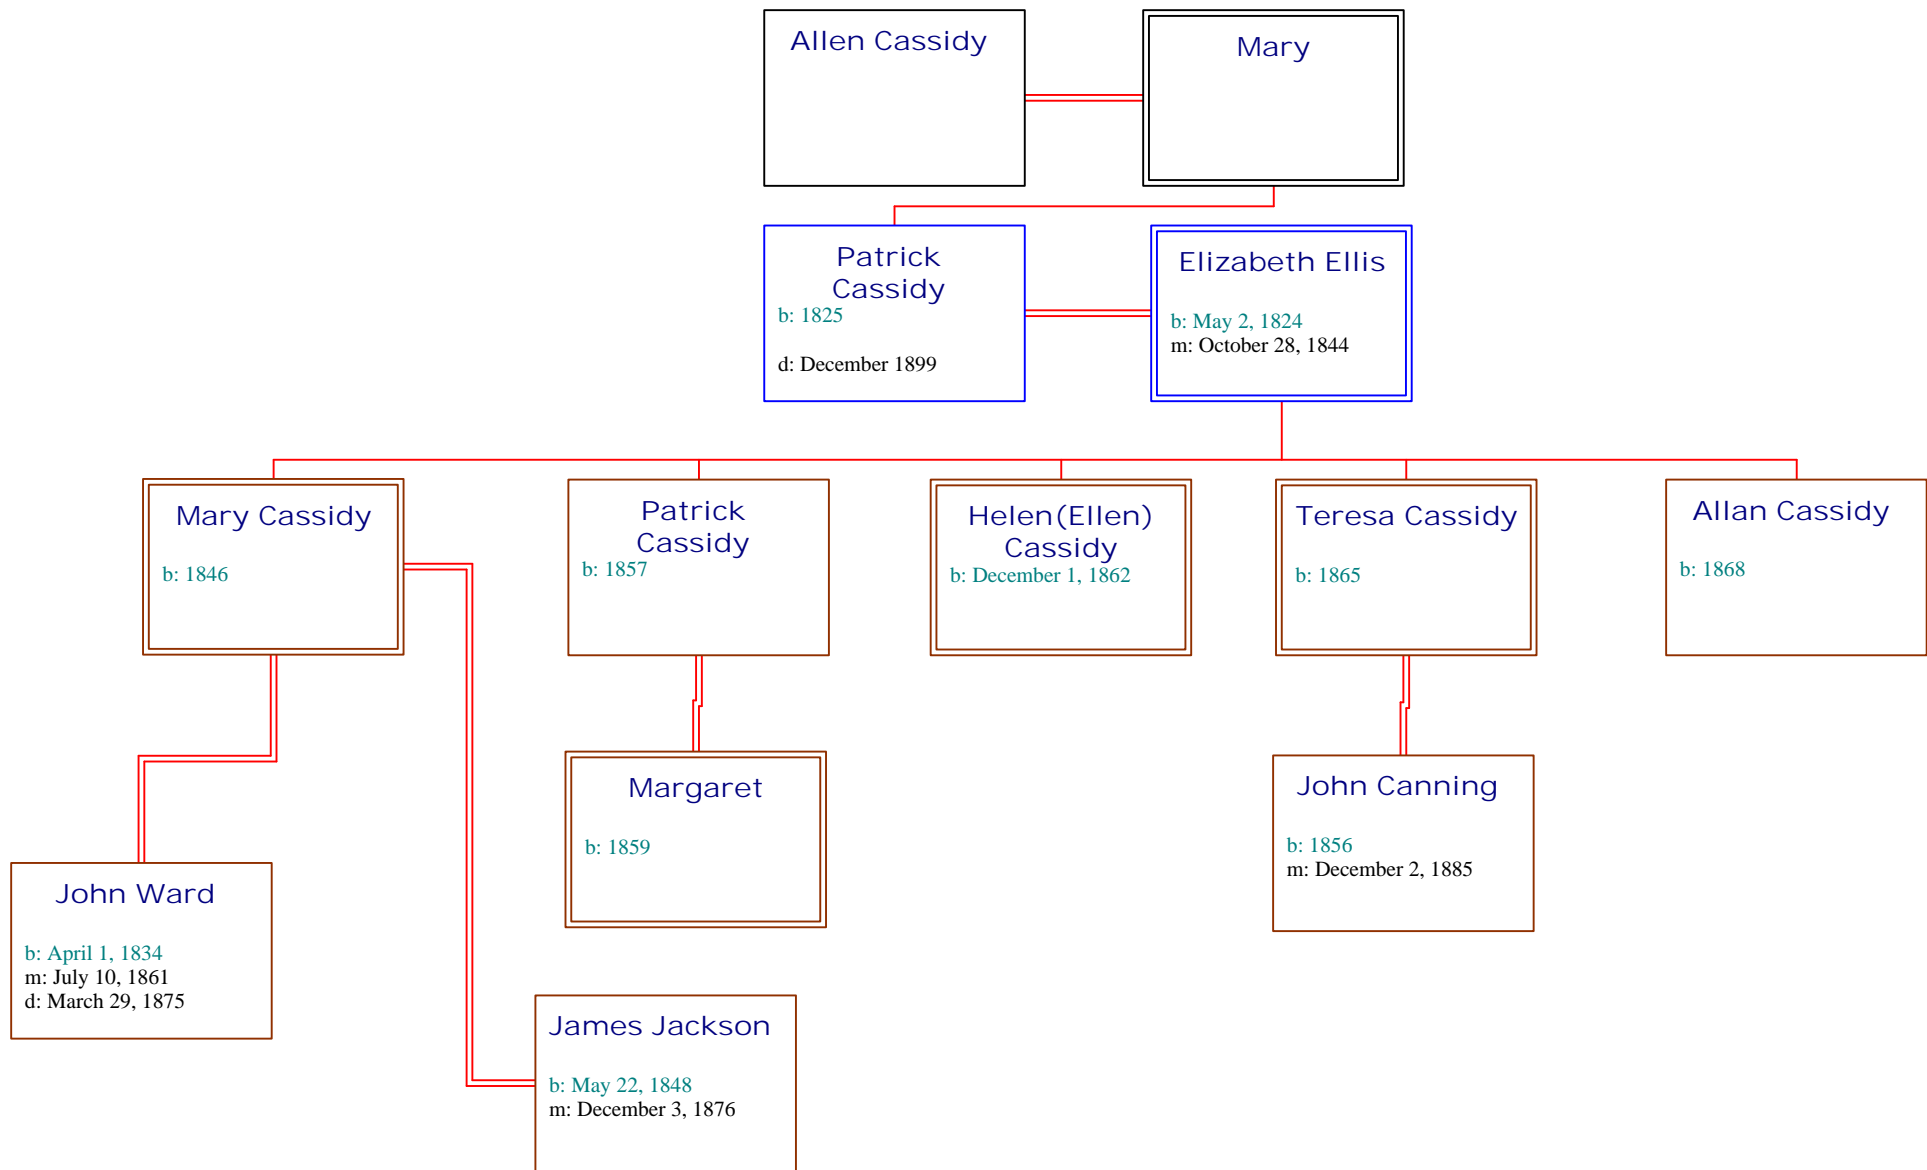 Allen Cassidy
Mary
Patrick
Cassidy
b: 1825
d: December 1899
Elizabeth Ellis
b: May 2, 1824
m: October 28, 1844
Mary Cassidy
b: 1846
Patrick
Cassidy
b: 1857
Helen(Ellen)
Cassidy
b: December 1, 1862
Teresa Cassidy
b: 1865
Allan Cassidy
b: 1868
Margaret
b: 1859
John Canning
b: 1856
m: December 2, 1885
John Ward
b: April 1, 1834
m: July 10, 1861
d: March 29, 1875
James Jackson
b: May 22, 1848
m: December 3, 1876